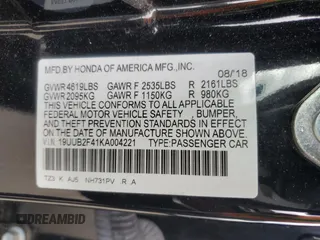 MFD.BY HONDA OF AMERICA MFG.,INC. 08/18
GVWR 4619LBS GAWR F 2535LBS R 2161LBS
GVWR 2095KG GAWR F 1150KG R 980KG
THIS VEHICLE CONFORMS TO ALL APPLICABLE
FEDERAL MOTOR VEHICLE SAFETY , BUMPER,
AND THEFT PREVENTION STANDARDS IN EFFECT
ON THE DATE OF MANUFACTURE SHOWN ABOVE.
V.I.N. 19UUB2F41KA004221 TYPE:PASSENGER CAR
TZ3 K AJ5 NH731PV R A
DREAMBID